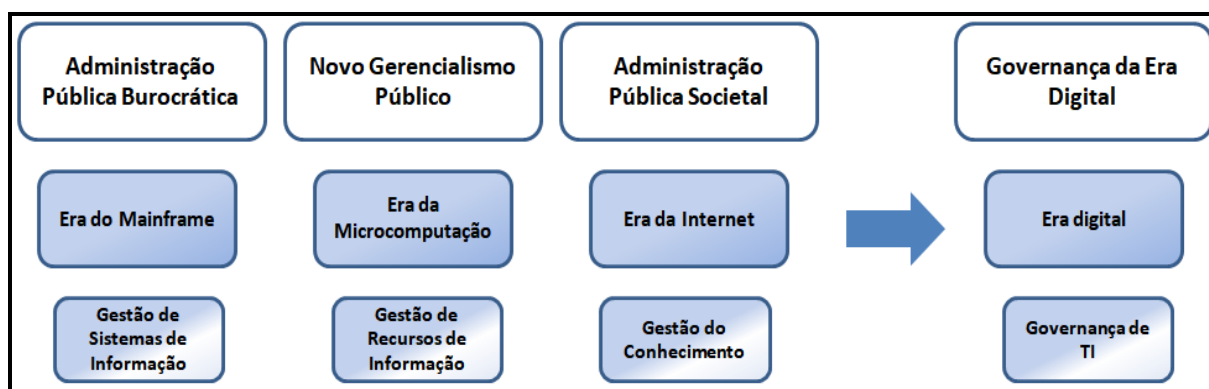 Administração
Pública Burocrática
Novo Gerencialismo
Público
Administração
Pública Societal
Governança da Era
Digital
Era do Mainframe
Era da
Microcomputação
Era da Internet
Era digital
Gestão de
Sistemas de
Informação
Gestão de
Recursos de
Informação
Gestão do
Conhecimento
Governança de
TI